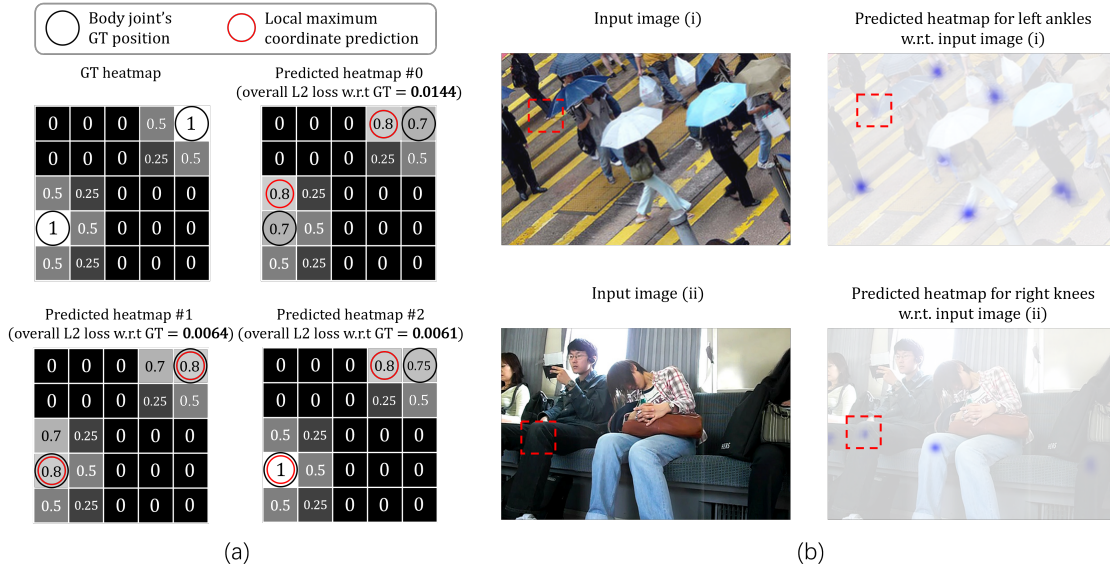 Body joint's
GT position
Local maximum
coordinate prediction
GT heatmap
0 0 0 0.5 1
0 0 0 0.25 0.5
0.5 0.25 0 0 0
1 0.5 0 0 0
0.5 0.25 0 0 0
Predicted heatmap #0
(overall L2 loss w.r.t GT = 0.0144)
0 0 0 0.8 0.7
0 0 0 0.25 0.5
0.8 0.25 0 0 0
0.7 0.5 0 0 0
0.5 0.25 0 0 0
Predicted heatmap #1
(overall L2 loss w.r.t GT = 0.0064)
0 0 0 0.7 0.8
0 0 0 0.25 0.5
0.7 0.25 0 0 0
0.8 0.5 0 0 0
0.5 0.25 0 0 0
Predicted heatmap #2
(overall L2 loss w.r.t GT = 0.0061)
0 0 0 0.8 0.75
0 0 0 0.25 0.5
0.5 0.25 0 0 0
1 0.5 0 0 0
0.5 0.25 0 0 0
(a)
Input image (i)
Predicted heatmap for left ankles
w.r.t. input image (i)
Input image (ii)
Predicted heatmap for right knees
w.r.t. input image (ii)
(b)